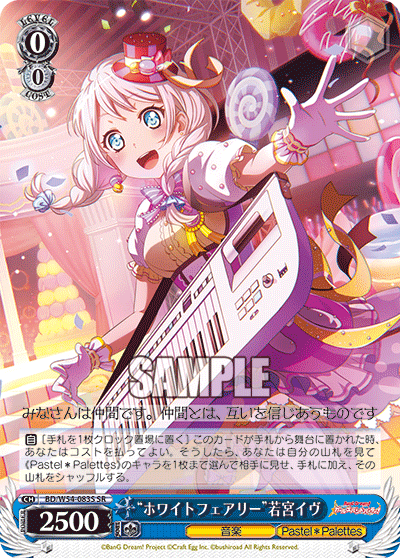 LEVEL
0
0
COST
SAMPLE
みなさんは仲間です。仲間とは、互いを信じあうものです
自［手札を1枚クロック置場に置く］このカードが手札から舞台に置かれた時、
あなたはコストを払ってよい。そうしたら、あなたは自分の山札を見て
《Pastel＊Palettes》のキャラを1枚まで選んで相手に見せ、手札に加え、その
山札をシャッフルする。
CH BD/W54-083S SR
2500
POWER
“ホワイトフェアリー”若宮イヴ
音楽
Pastel＊Palettes
©BanG Dream! Project ©Craft Egg Inc. ©bushiroad All Rights Reserved.